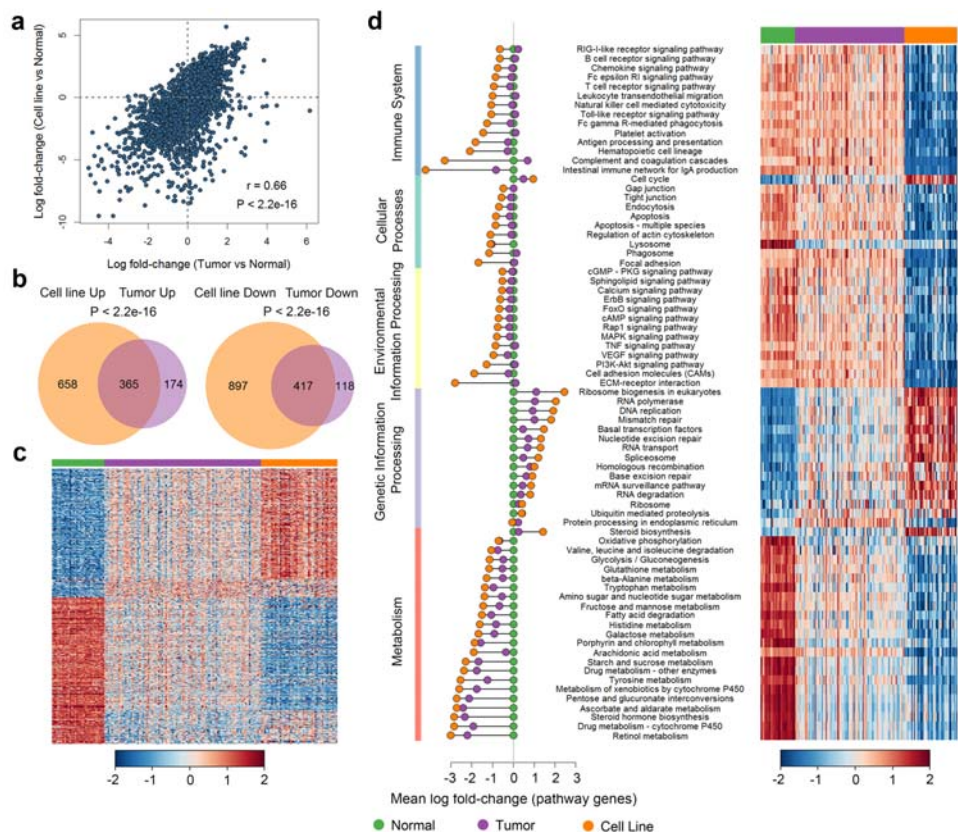 a
Log fold-change (Cell line vs Normal)
5
0
-5
-10
r = 0.66
P < 2.2e-16
-4
-2
0
2
4
6
Log fold-change (Tumor vs Normal)
b
Cell line Up
Tumor Up
P < 2.2e-16
658
365
174
Cell line Down
Tumor Down
P < 2.2e-16
897
417
118
c
-2
-1
0
1
2
d
Immune System
RIG-I-like receptor signaling pathway
B cell receptor signaling pathway
Chemokine signaling pathway
Fc epsilon RI signaling pathway
T cell receptor signaling pathway
Leukocyte transendothelial migration
Natural killer cell mediated cytotoxicity
Toll-like receptor signaling pathway
Fc gamma R-mediated phagocytosis
Platelet activation
Antigen processing and presentation
Hematopoietic cell lineage
Complement and coagulation cascades
Intestinal immune network for IgA production
Cellular
Processes
Cell cycle
Gap junction
Tight junction
Endocytosis
Apoptosis
Apoptosis - multiple species
Regulation of actin cytoskeleton
Lysosome
Phagosome
Focal adhesion
Environmental
Information Processing
cGMP - PKG signaling pathway
Sphingolipid signaling pathway
Calcium signaling pathway
ErbB signaling pathway
FoxO signaling pathway
cAMP signaling pathway
Rap1 signaling pathway
MAPK signaling pathway
TNF signaling pathway
VEGF signaling pathway
PI3K-Akt signaling pathway
Cell adhesion molecules (CAMs)
ECM-receptor interaction
Genetic Information
Processing
Ribosome biogenesis in eukaryotes
RNA polymerase
DNA replication
Mismatch repair
Basal transcription factors
Nucleotide excision repair
RNA transport
Spliceosome
Homologous recombination
Base excision repair
mRNA surveillance pathway
RNA degradation
Ribosome
Ubiquitin mediated proteolysis
Protein processing in endoplasmic reticulum
Metabolism
Steroid biosynthesis
Oxidative phosphorylation
Valine, leucine and isoleucine degradation
Glycolysis / Gluconeogenesis
Glutathione metabolism
beta-Alanine metabolism
Tryptophan metabolism
Amino sugar and nucleotide sugar metabolism
Fructose and mannose metabolism
Fatty acid degradation
Histidine metabolism
Galactose metabolism
Porphyrin and chlorophyll metabolism
Arachidonic acid metabolism
Starch and sucrose metabolism
Drug metabolism - other enzymes
Tyrosine metabolism
Metabolism of xenobiotics by cytochrome P450
Pentose and glucuronate interconversions
Ascorbate and aldarate metabolism
Steroid hormone biosynthesis
Drug metabolism - cytochrome P450
Retinol metabolism
-3
-2
-1
0
1
2
3
Mean log fold-change (pathway genes)
Normal
Tumor
Cell Line
-2
-1
0
1
2